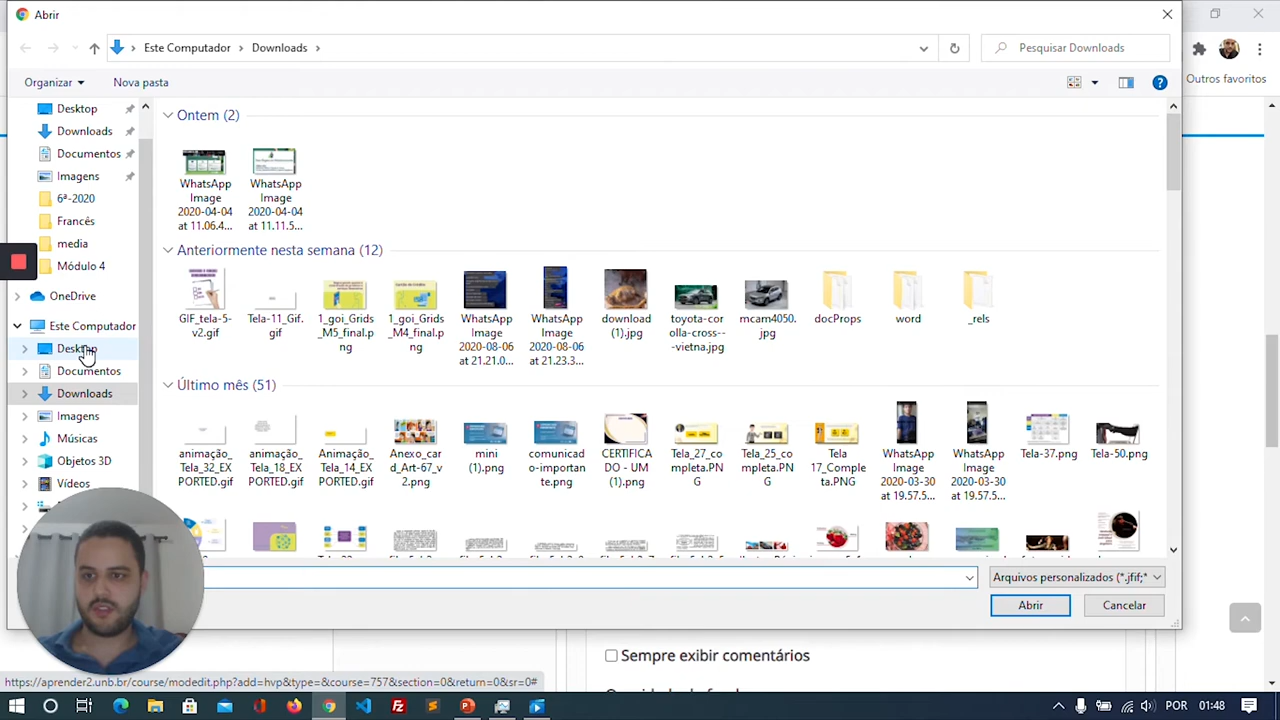 Abrir
Este Computador
Downloads
Pesquisar Downloads
Organizar
Nova pasta
Outros favoritos
Desktop
Downloads
Documentos
Imagens
6ª-2020
Francês
media
Módulo 4
OneDrive
Este Computador
Desktop
Documentos
Downloads
Imagens
Músicas
Objetos 3D
Vídeos
Ontem (2)
WhatsApp Image 2020-04-04 at 11.06.4...
WhatsApp Image 2020-04-04 at 11.11.5...
Anteriormente nesta semana (12)
GIF_tela-5-v2.gif
Tela-11_Gif.gif
1_goi_Grids_M5_final.png
1_goi_Grids_M4_final.png
WhatsApp Image 2020-08-06 at 21.21.0...
WhatsApp Image 2020-08-06 at 21.23.3...
download (1).jpg
toyota-corolla-cross--vietna.jpg
mcam4050.jpg
docProps
word
_rels
Último mês (51)
animação_Tela_32_EXPORTED.gif
animação_Tela_18_EXPORTED.gif
Animação_Tela_14_EXPORTED.gif
Anexo_card_Art-67_v2.png
mini (1).png
comunicado-importante.png
CERTIFICADO - UM (1).png
Tela_27_completa.PNG
Tela_25_completa.PNG
Tela 17_Completa.PNG
WhatsApp Image 2020-03-30 at 19.57.5...
WhatsApp Image 2020-03-30 at 19.57.5...
Tela-37.png
Tela-50.png
Arquivos personalizados (*.jfif;*
Abrir
Cancelar
Sempre exibir comentários
https://aprender2.unb.br/course/modedit.php?add=hvp&type=&course=757&section=0&return=0&sr=0#
POR
01:48